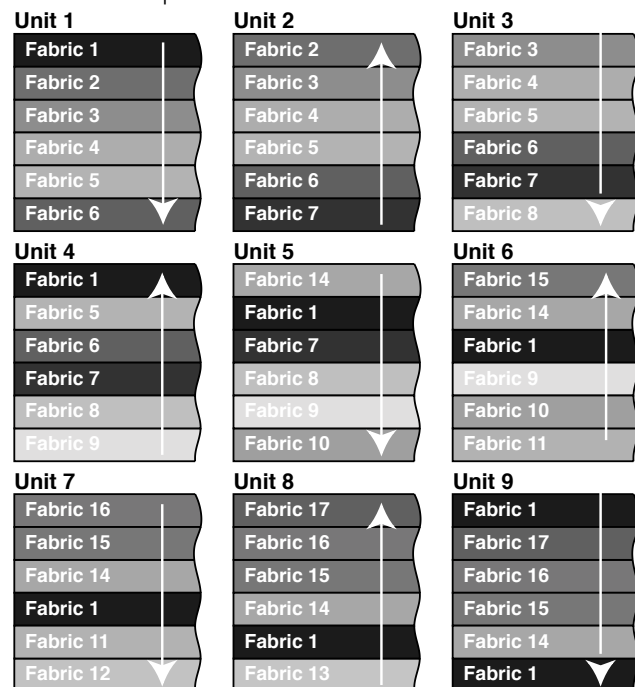 Unit 1
Fabric 1
Fabric 2
Fabric 3
Fabric 4
Fabric 5
Fabric 6
Unit 2
Fabric 2
Fabric 3
Fabric 4
Fabric 5
Fabric 6
Fabric 7
Unit 3
Fabric 3
Fabric 4
Fabric 5
Fabric 6
Fabric 7
Fabric 8
Unit 4
Fabric 1
Fabric 5
Fabric 6
Fabric 7
Fabric 8
Fabric 9
Unit 5
Fabric 14
Fabric 1
Fabric 7
Fabric 8
Fabric 9
Fabric 10
Unit 6
Fabric 15
Fabric 14
Fabric 1
Fabric 9
Fabric 10
Fabric 11
Unit 7
Fabric 16
Fabric 15
Fabric 14
Fabric 1
Fabric 11
Fabric 12
Unit 8
Fabric 17
Fabric 16
Fabric 15
Fabric 14
Fabric 1
Fabric 13
Unit 9
Fabric 1
Fabric 17
Fabric 16
Fabric 15
Fabric 14
Fabric 1